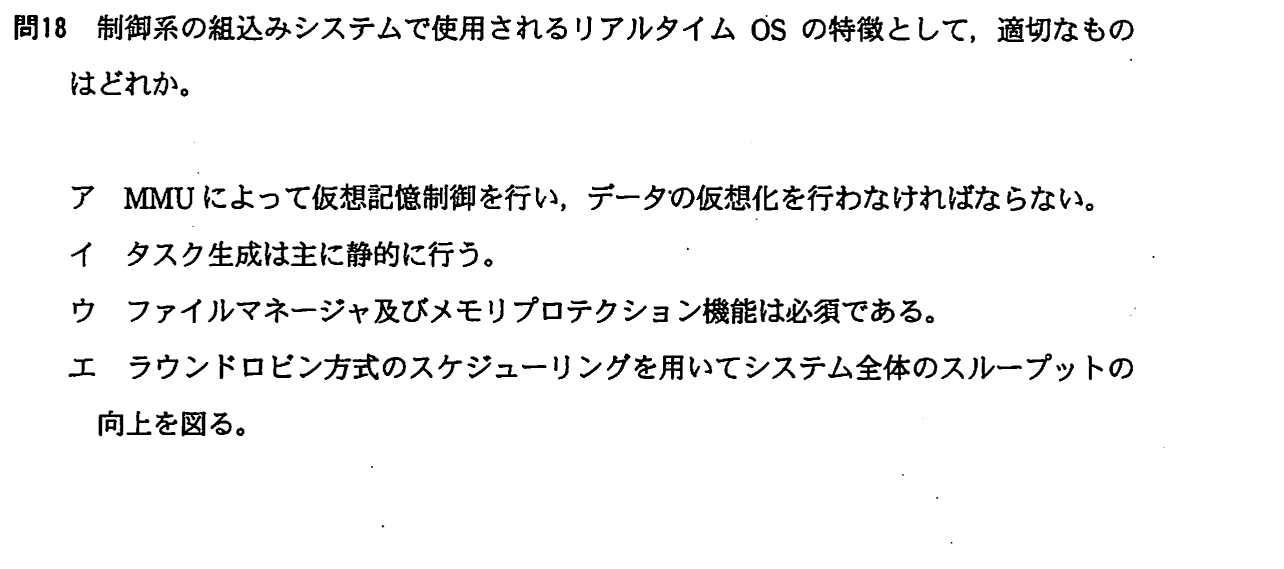 問18 制御系の組込みシステムで使用されるリアルタイム OS の特徴として，適切なもの
はどれか。
ア MMU によって仮想記憶制御を行い，データの仮想化を行わなければならない。
イ タスク生成は主に静的に行う。
ウ ファイルマネージャ及びメモリプロテクション機能は必須である。
エ ラウンドロビン方式のスケジューリングを用いてシステム全体のスループットの
向上を図る。